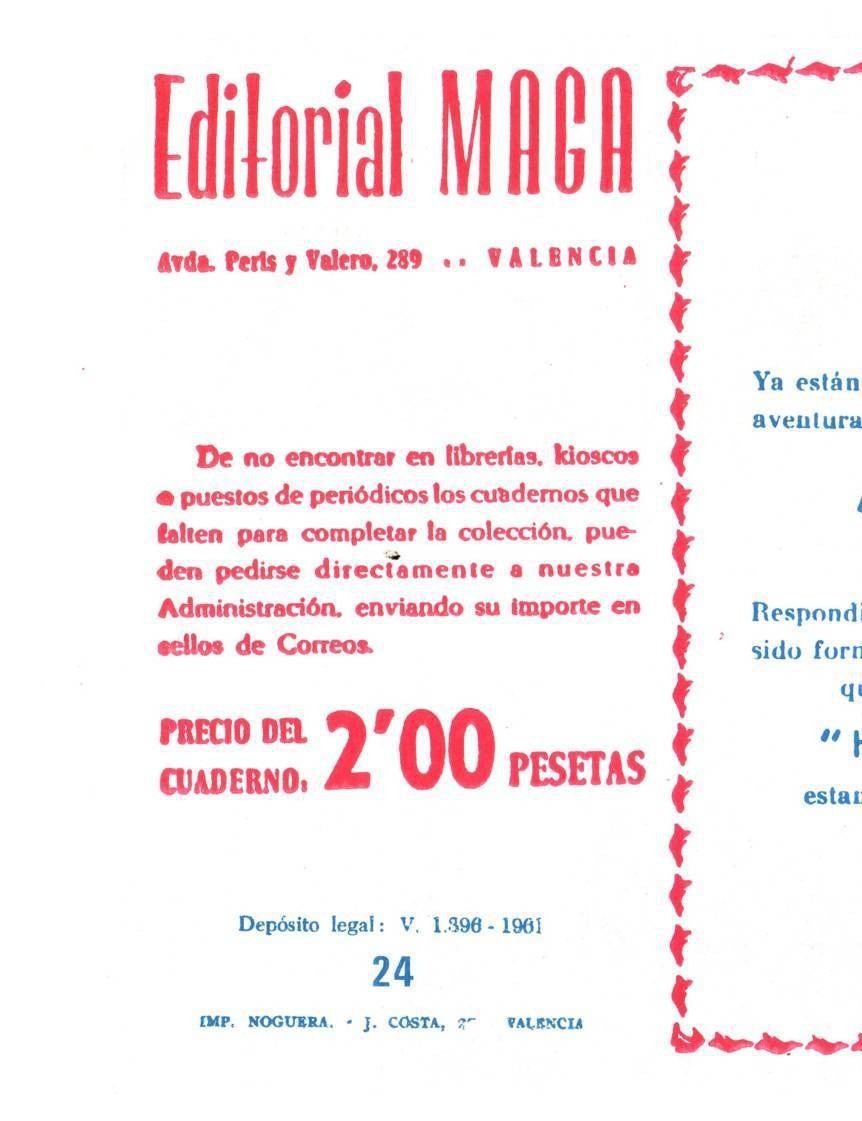 Editorial MAGA
Avda. Peris y Valero, 289 .. VALENCIA
De no encontrar en librerías, kioscos
o puestos de periódicos los cuadernos que
falten para completar la colección, pue-
den pedirse directamente a nuestra
Administración, enviando su importe en
sellos de Correos.
PRECIO DEL
CUADERNO: 2'00 PESETAS
Depósito legal: V. 1.396 - 1961
24
IMP. NOGUERA. - J. COSTA, VALENCIA
Ya están
aventura
Respondi
sido form
qu
"H
estan